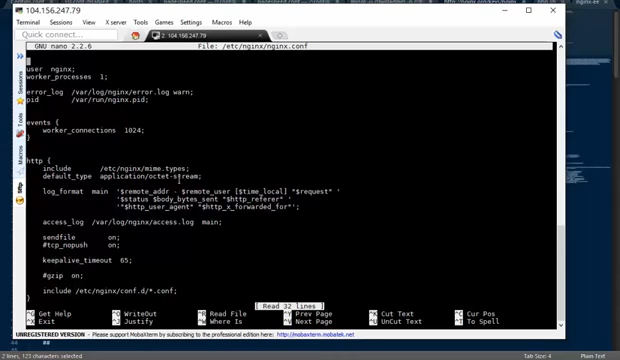 104.156.247.79
Terminal Sessions View X server Tools Games Settings Macros Help
Quick connect...
2. 104.156.247.79
GNU nano 2.2.6 File: /etc/nginx/nginx.conf
user nginx;
worker_processes 1;
error_log /var/log/nginx/error.log warn;
pid /var/run/nginx.pid;
events {
worker_connections 1024;
}
http {
include /etc/nginx/mime.types;
default_type application/octet-stream;
log_format main '$remote_addr - $remote_user [$time_local] "$request" '
'$status $body_bytes_sent "$http_referer" '
'"$http_user_agent" "$http_x_forwarded_for"';
access_log /var/log/nginx/access.log main;
sendfile on;
#tcp_nopush on;
keepalive_timeout 65;
#gzip on;
include /etc/nginx/conf.d/*.conf;
}
[ Read 32 lines ]
^G Get Help ^O WriteOut ^R Read File ^Y Prev Page ^K Cut Text ^C Cur Pos
^X Exit ^J Justify ^W Where Is ^V Next Page ^U UnCut Text ^T To Spell
UNREGISTERED VERSION - Please support MobaXterm by subscribing to the professional edition here: http://mobaxterm.mobatek.net
2 lines, 123 characters selected Tab Size: 4 Plain Text
Sessions
Tools
Macros
Sftp
##
nginx-ee